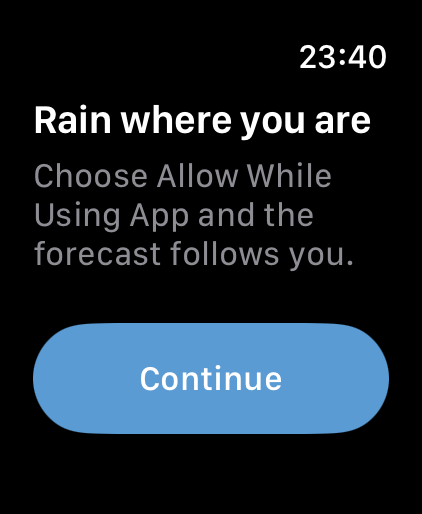 23:40
Rain where you are
Choose Allow While
Using App and the
forecast follows you.
Continue